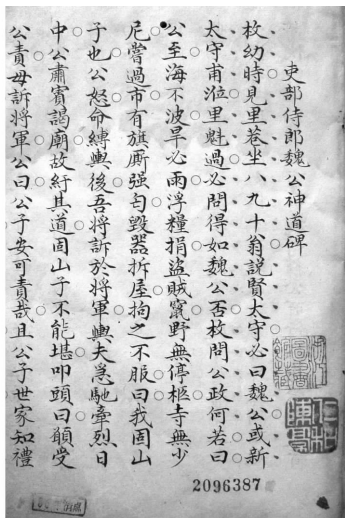 吏部侍郎魏公神道碑
枚幼時見里巷坐八九十翁說賢太守必曰魏公或新
太守甫涖里魁過必問得如魏公否枚問公政何若曰
公至海不波旱必雨浮糧捐盜賊竄野無停柩寺無少
尼嘗過市有旗廝强匄毀器折屋拘之不服曰我固山
子也公怒命縛輿後吾將訴於將軍輿夫急馳牽烈日
中公肅賓謁廟故紆其道固山子不能堪叩頭曰願受
公責毋訴將軍公曰公子安可責哉且公子世家知禮
2096387